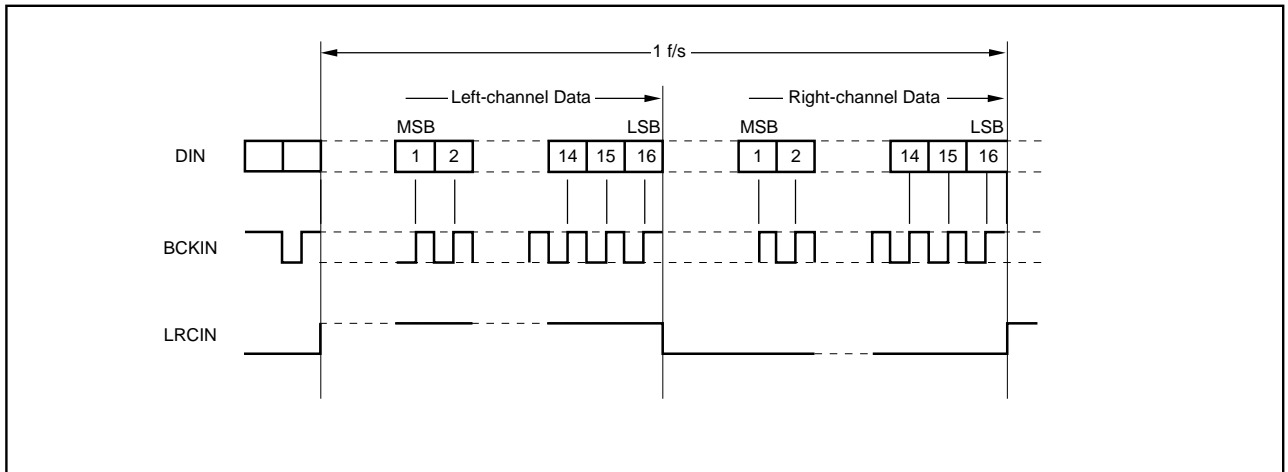 1 f/s
Left-channel Data Right-channel Data
MSB LSB MSB LSB
DIN 1 2 14 15 16 1 2 14 15 16
BCKIN
LRCIN